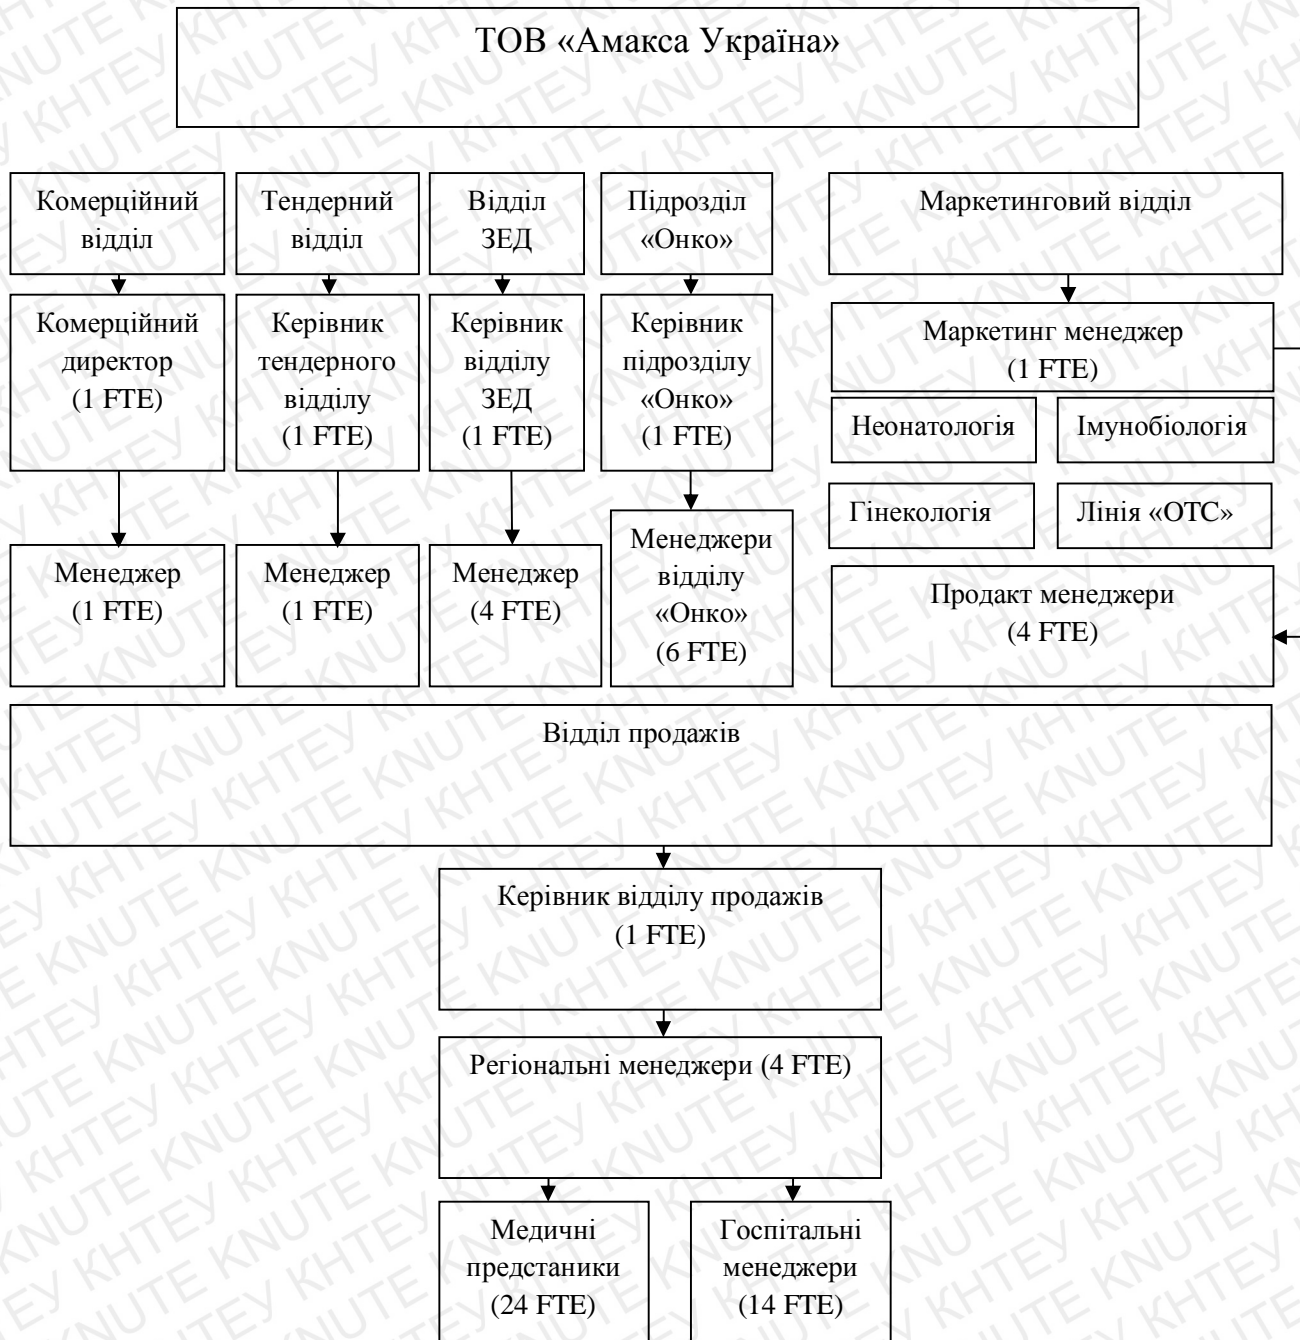 ТОВ «Амакса Україна»
Комерційний
відділ
Тендерний
відділ
Відділ
ЗЕД
Підрозділ
«Онко»
Маркетинговий відділ
Комерційний
директор
(1 FTE)
Керівник
тендерного
відділу
(1 FTE)
Керівник
відділу
ЗЕД
(1 FTE)
Керівник
підрозділу
«Онко»
(1 FTE)
Маркетинг менеджер
(1 FTE)
Неонатологія
Імунобіологія
Гінекологія
Лінія «ОТС»
Менеджер
(1 FTE)
Менеджер
(1 FTE)
Менеджер
(4 FTE)
Менеджери
відділу
«Онко»
(6 FTE)
Продакт менеджери
(4 FTE)
Відділ продажів
Керівник відділу продажів
(1 FTE)
Регіональні менеджери (4 FTE)
Медичні
предстаники
(24 FTE)
Госпітальні
менеджери
(14 FTE)